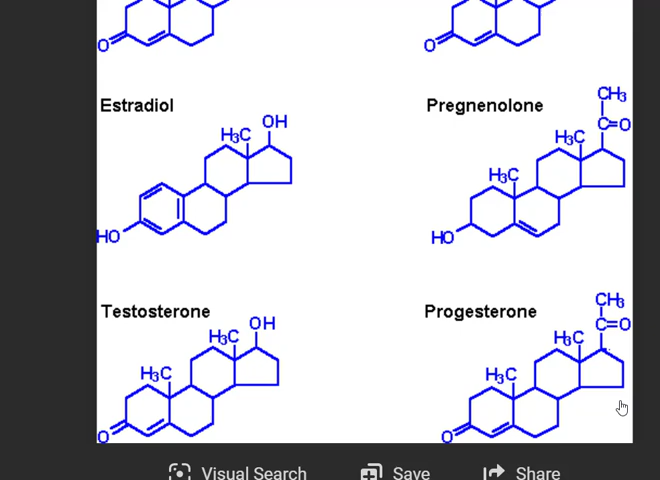 O
O
Estradiol
Pregnenolone
CH3
C=O
OH
H3C
H3C
H3C
HO
HO
Testosterone
Progesterone
CH3
C=O
OH
H3C
H3C
H3C
H3C
O
O
Visual Search
Save
Share